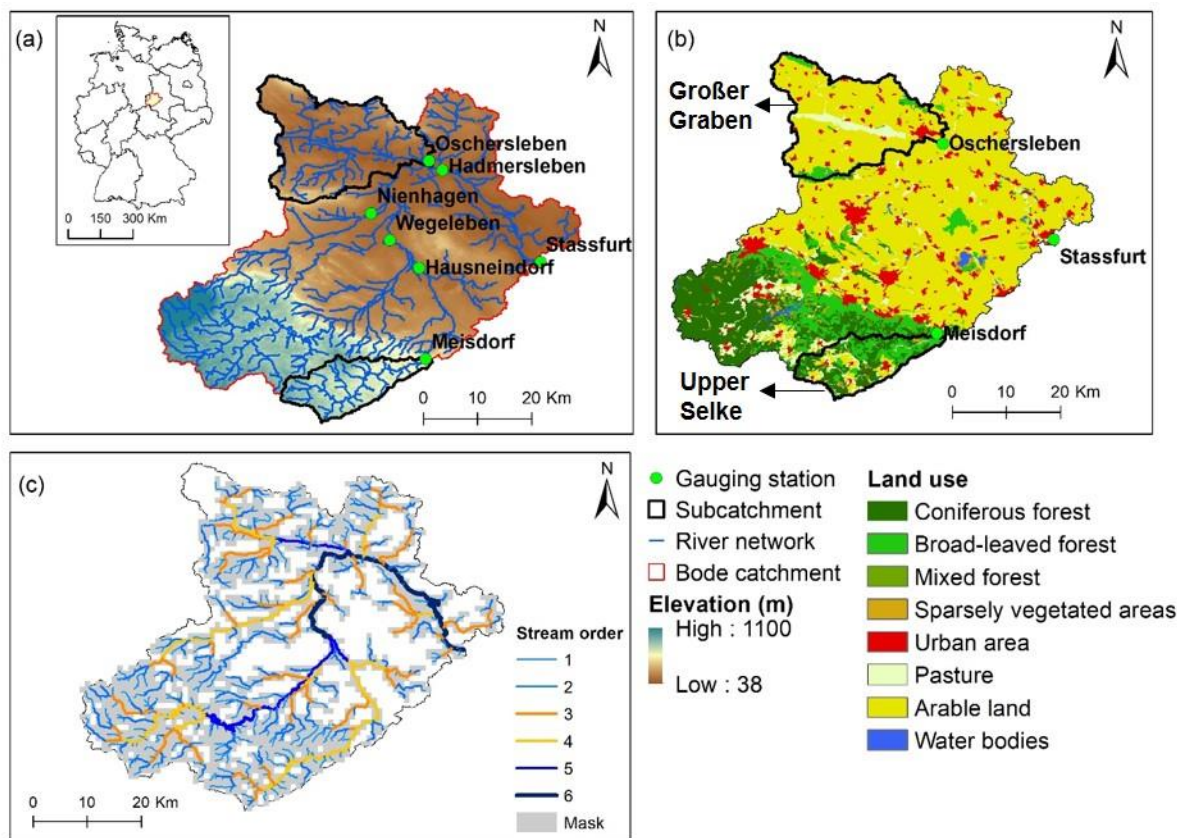 (a)
N
0 150 300 Km
Oschersleben
Hadmersleben
Nienhagen
Wegeleben
Stassfurt
Hausneindorf
Meisdorf
0 10 20 Km
(b)
N
Großer
Graben
Oschersleben
Stassfurt
Meisdorf
Upper
Selke
0 10 20 Km
(c)
N
Stream order
1
2
3
4
5
6
Mask
0 10 20 Km
Gauging station
Subcatchment
River network
Bode catchment
Elevation (m)
High : 1100
Low : 38
Land use
Coniferous forest
Broad-leaved forest
Mixed forest
Sparsely vegetated areas
Urban area
Pasture
Arable land
Water bodies